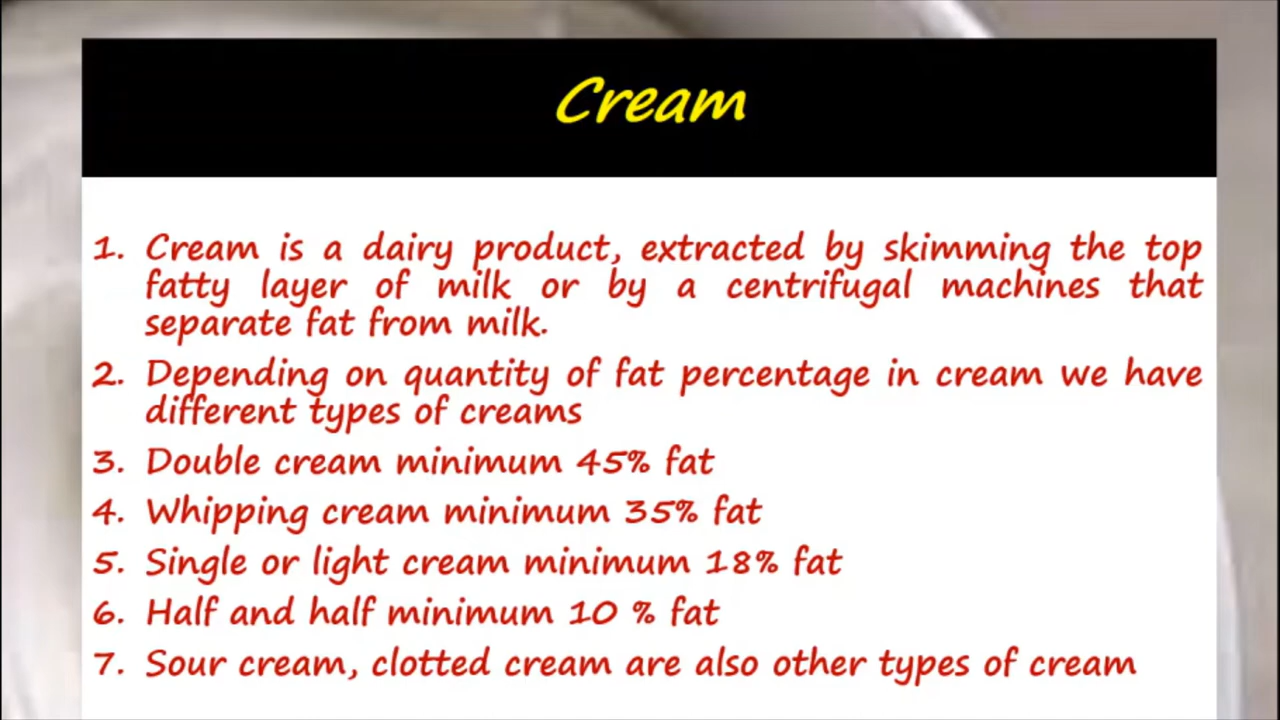 Cream
1. Cream is a dairy product, extracted by skimming the top
fatty layer of milk or by a centrifugal machines that
separate fat from milk.
2. Depending on quantity of fat percentage in cream we have
different types of creams
3. Double cream minimum 45% fat
4. Whipping cream minimum 35% fat
5. Single or light cream minimum 18% fat
6. Half and half minimum 10 % fat
7. Sour cream, clotted cream are also other types of cream